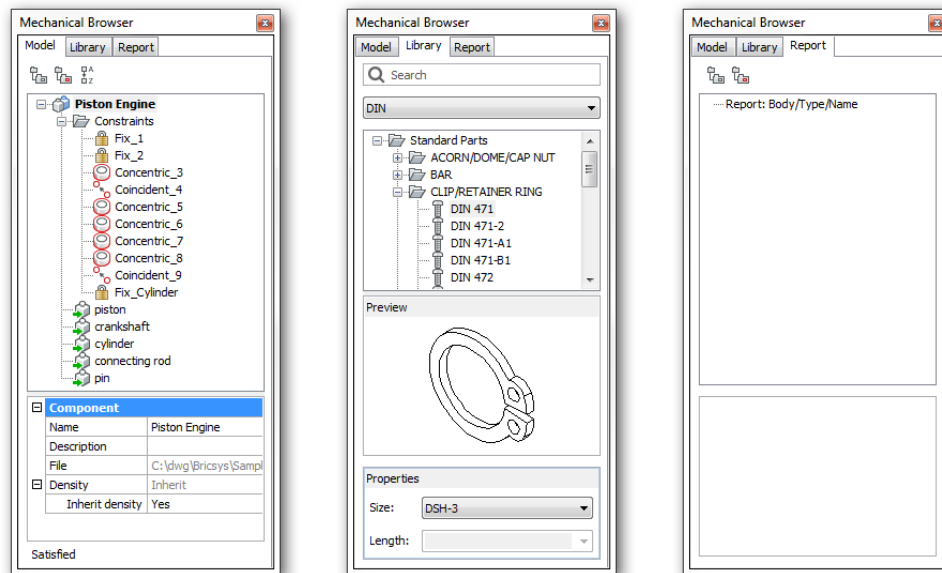 Mechanical Browser
Model Library Report
Piston Engine
Constraints
Fix_1
Fix_2
Concentric_3
Coincident_4
Concentric_5
Concentric_6
Concentric_7
Concentric_8
Coincident_9
Fix_Cylinder
piston
crankshaft
cylinder
connecting rod
pin
Component
Name Piston Engine
Description
File C:\dwg\Bricsys\Sampl
Density Inherit
Inherit density Yes
Satisfied
Mechanical Browser
Model Library Report
Search
DIN
Standard Parts
ACORN/DOME/CAP NUT
BAR
CLIP/RETAINER RING
DIN 471
DIN 471-2
DIN 471-A1
DIN 471-B1
DIN 472
Preview
Properties
Size: DSH-3
Length:
Mechanical Browser
Model Library Report
Report: Body/Type/Name